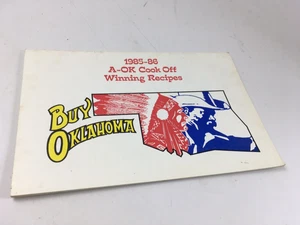 1985-86
A-OK Cook Off
Winning Recipes
BUY
OKLAHOMA